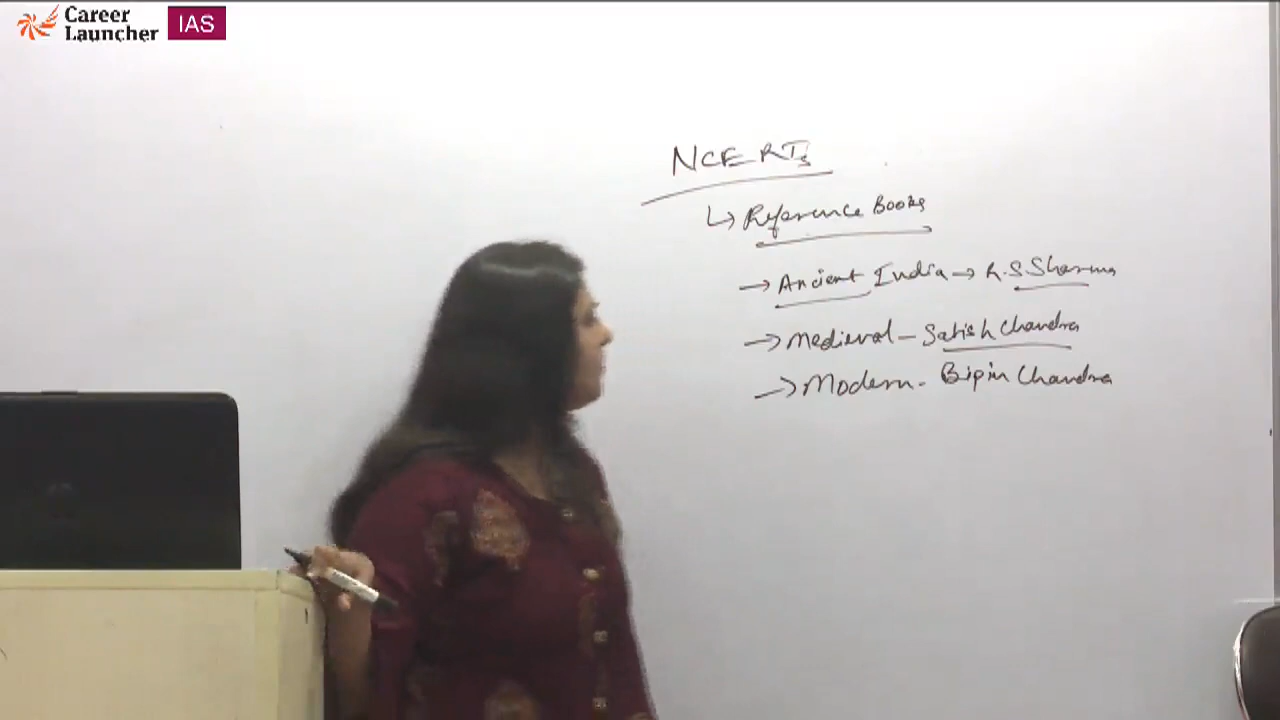 Career
Launcher
IAS
NCERTs
↳ Reference Books
→ Ancient India → R.S Sharma
→ Medieval - Satish Chandra
→ Modern - Bipin Chandra